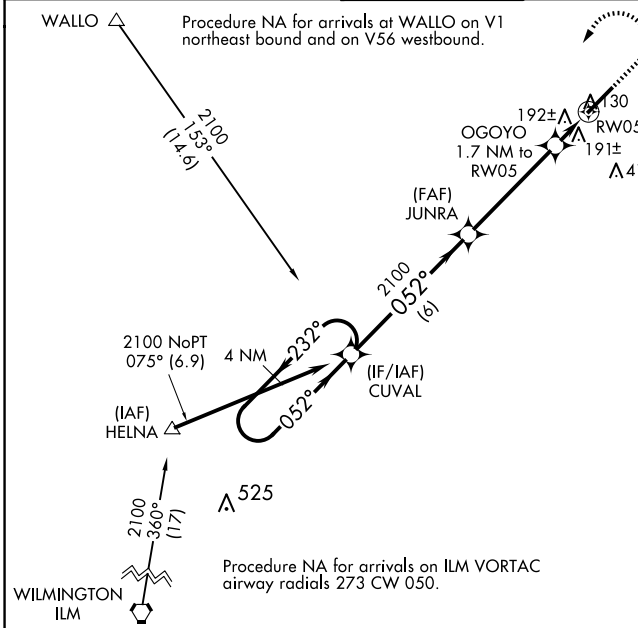 WALLO
Procedure NA for arrivals at WALLO on V1
northeast bound and on V56 westbound.
2100
153°
(14.6)
192±
130
RW05
191±
OGOYO
1.7 NM to
RW05
(FAF)
JUNRA
2100
052°
(6)
2100 NoPT
075° (6.9)
4 NM
232°
052°
(IF/IAF)
CUVAL
(IAF)
HELNA
525
2100
360°
(17)
Procedure NA for arrivals on ILM VORTAC
airway radials 273 CW 050.
WILMINGTON
ILM